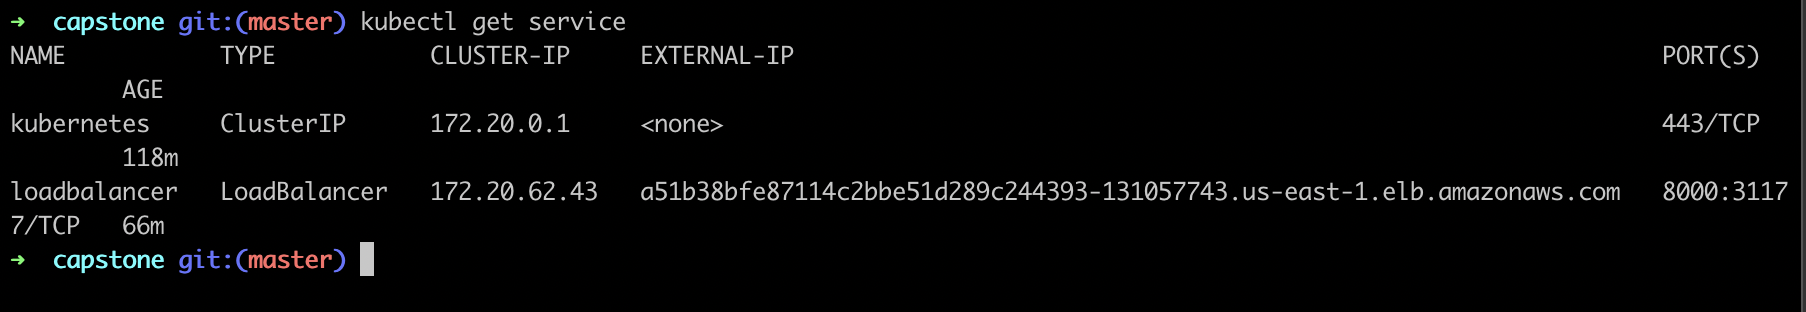 ➜  capstone git:(master) kubectl get service
NAME           TYPE           CLUSTER-IP     EXTERNAL-IP                                                              PORT(S)
        AGE
kubernetes     ClusterIP      172.20.0.1     <none>                                                                   443/TCP
        118m
loadbalancer   LoadBalancer   172.20.62.43   a51b38bfe87114c2bbe51d289c244393-131057743.us-east-1.elb.amazonaws.com   8000:3117
7/TCP   66m
➜  capstone git:(master)